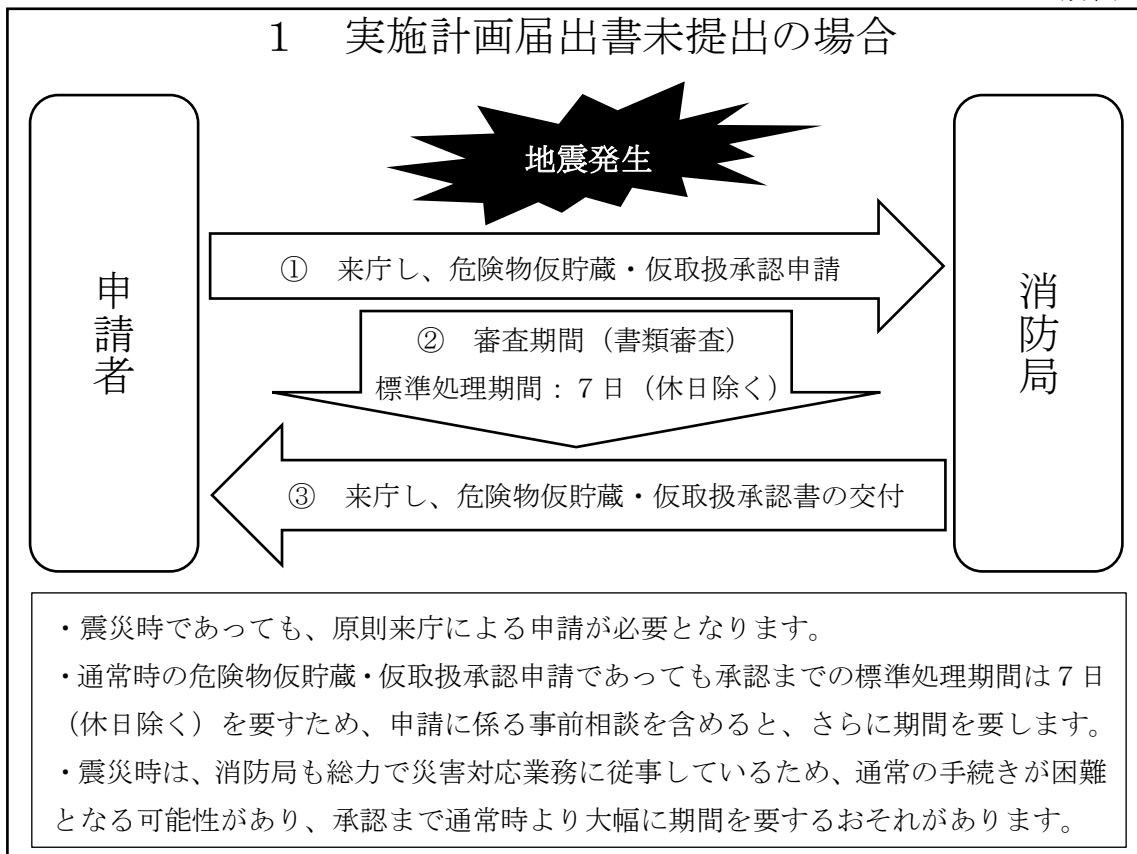 1 実施計画届出書未提出の場合
地震発生
申請者
消防局
① 来庁し、危険物仮貯蔵・仮取扱承認申請
② 審査期間（書類審査）
標準処理期間：７日（休日除く）
③ 来庁し、危険物仮貯蔵・仮取扱承認書の交付
・震災時であっても、原則来庁による申請が必要となります。
・通常時の危険物仮貯蔵・仮取扱承認申請であっても承認までの標準処理期間は７日
（休日除く）を要すため、申請に係る事前相談を含めると、さらに期間を要します。
・震災時は、消防局も総力で災害対応業務に従事しているため、通常の手続きが困難
となる可能性があり、承認まで通常時より大幅に期間を要するおそれがあります。